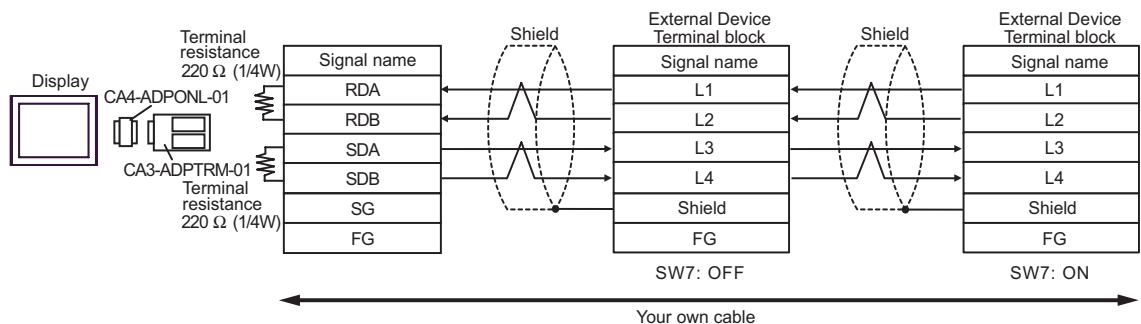 Display
CA4-ADPONL-01
CA3-ADPTRM-01
Terminal
resistance
220 Ω (1/4W)
Terminal
resistance
220 Ω (1/4W)
Signal name
RDA
RDB
SDA
SDB
SG
FG
Shield
External Device
Terminal block
Signal name
L1
L2
L3
L4
Shield
FG
SW7: OFF
Shield
External Device
Terminal block
Signal name
L1
L2
L3
L4
Shield
FG
SW7: ON
Your own cable